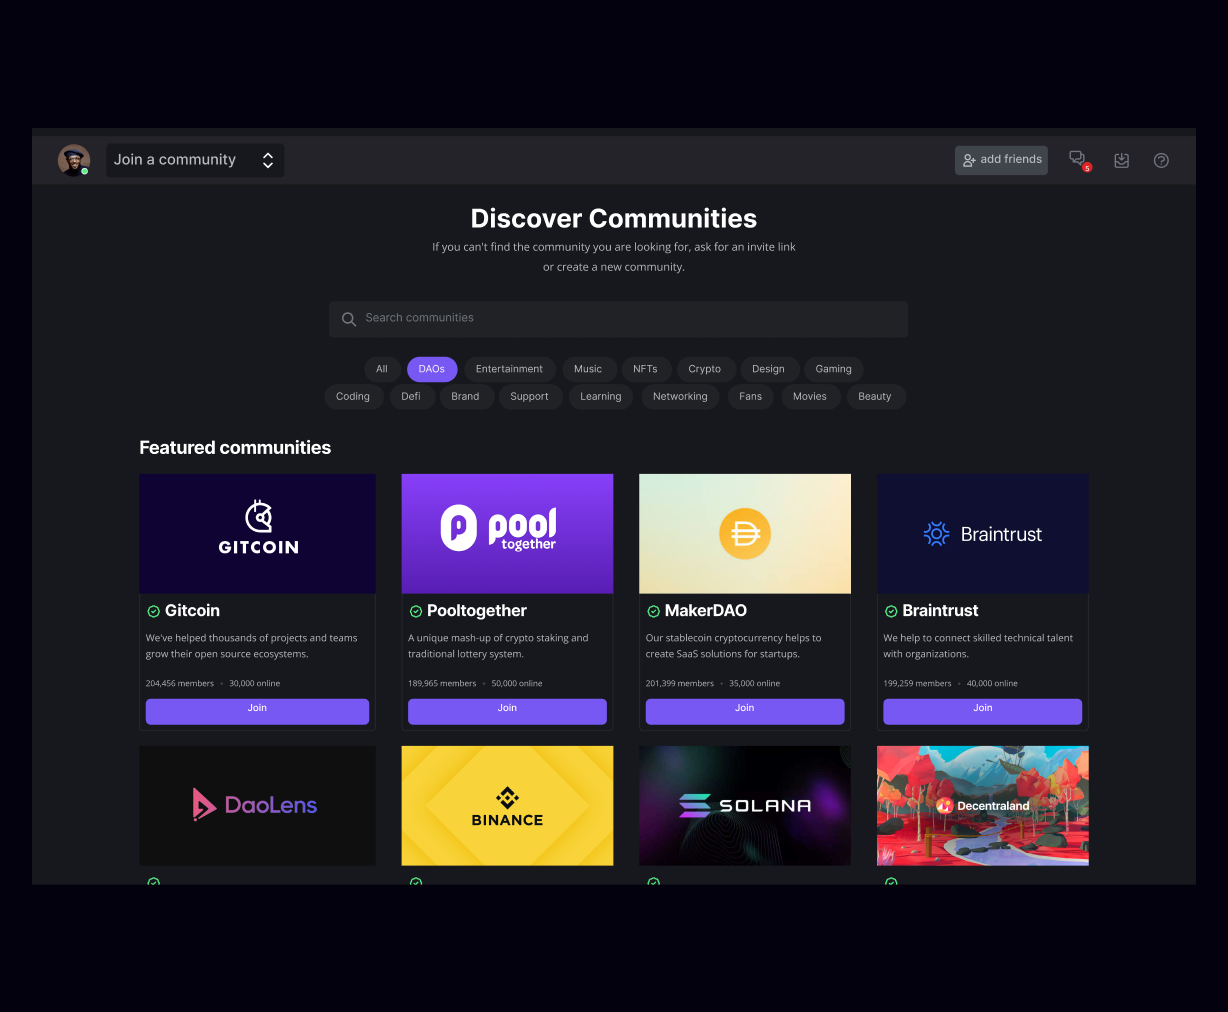 Join a community
add friends
5
Discover Communities
If you can't find the community you are looking for, ask for an invite link
or create a new community.
Search communities
All DAOs Entertainment Music NFTs Crypto Design Gaming
Coding Defi Brand Support Learning Networking Fans Movies Beauty
Featured communities
GITCOIN
Gitcoin
We've helped thousands of projects and teams
grow their open source ecosystems.
204,456 members • 30,000 online
Join
pool
together
Pooltogether
A unique mash-up of crypto staking and
traditional lottery system.
189,965 members • 50,000 online
Join
MakerDAO
Our stablecoin cryptocurrency helps to
create SaaS solutions for startups.
201,399 members • 35,000 online
Join
Braintrust
Braintrust
We help to connect skilled technical talent
with organizations.
199,259 members • 40,000 online
Join
DaoLens
BINANCE
SOLANA
Decentraland